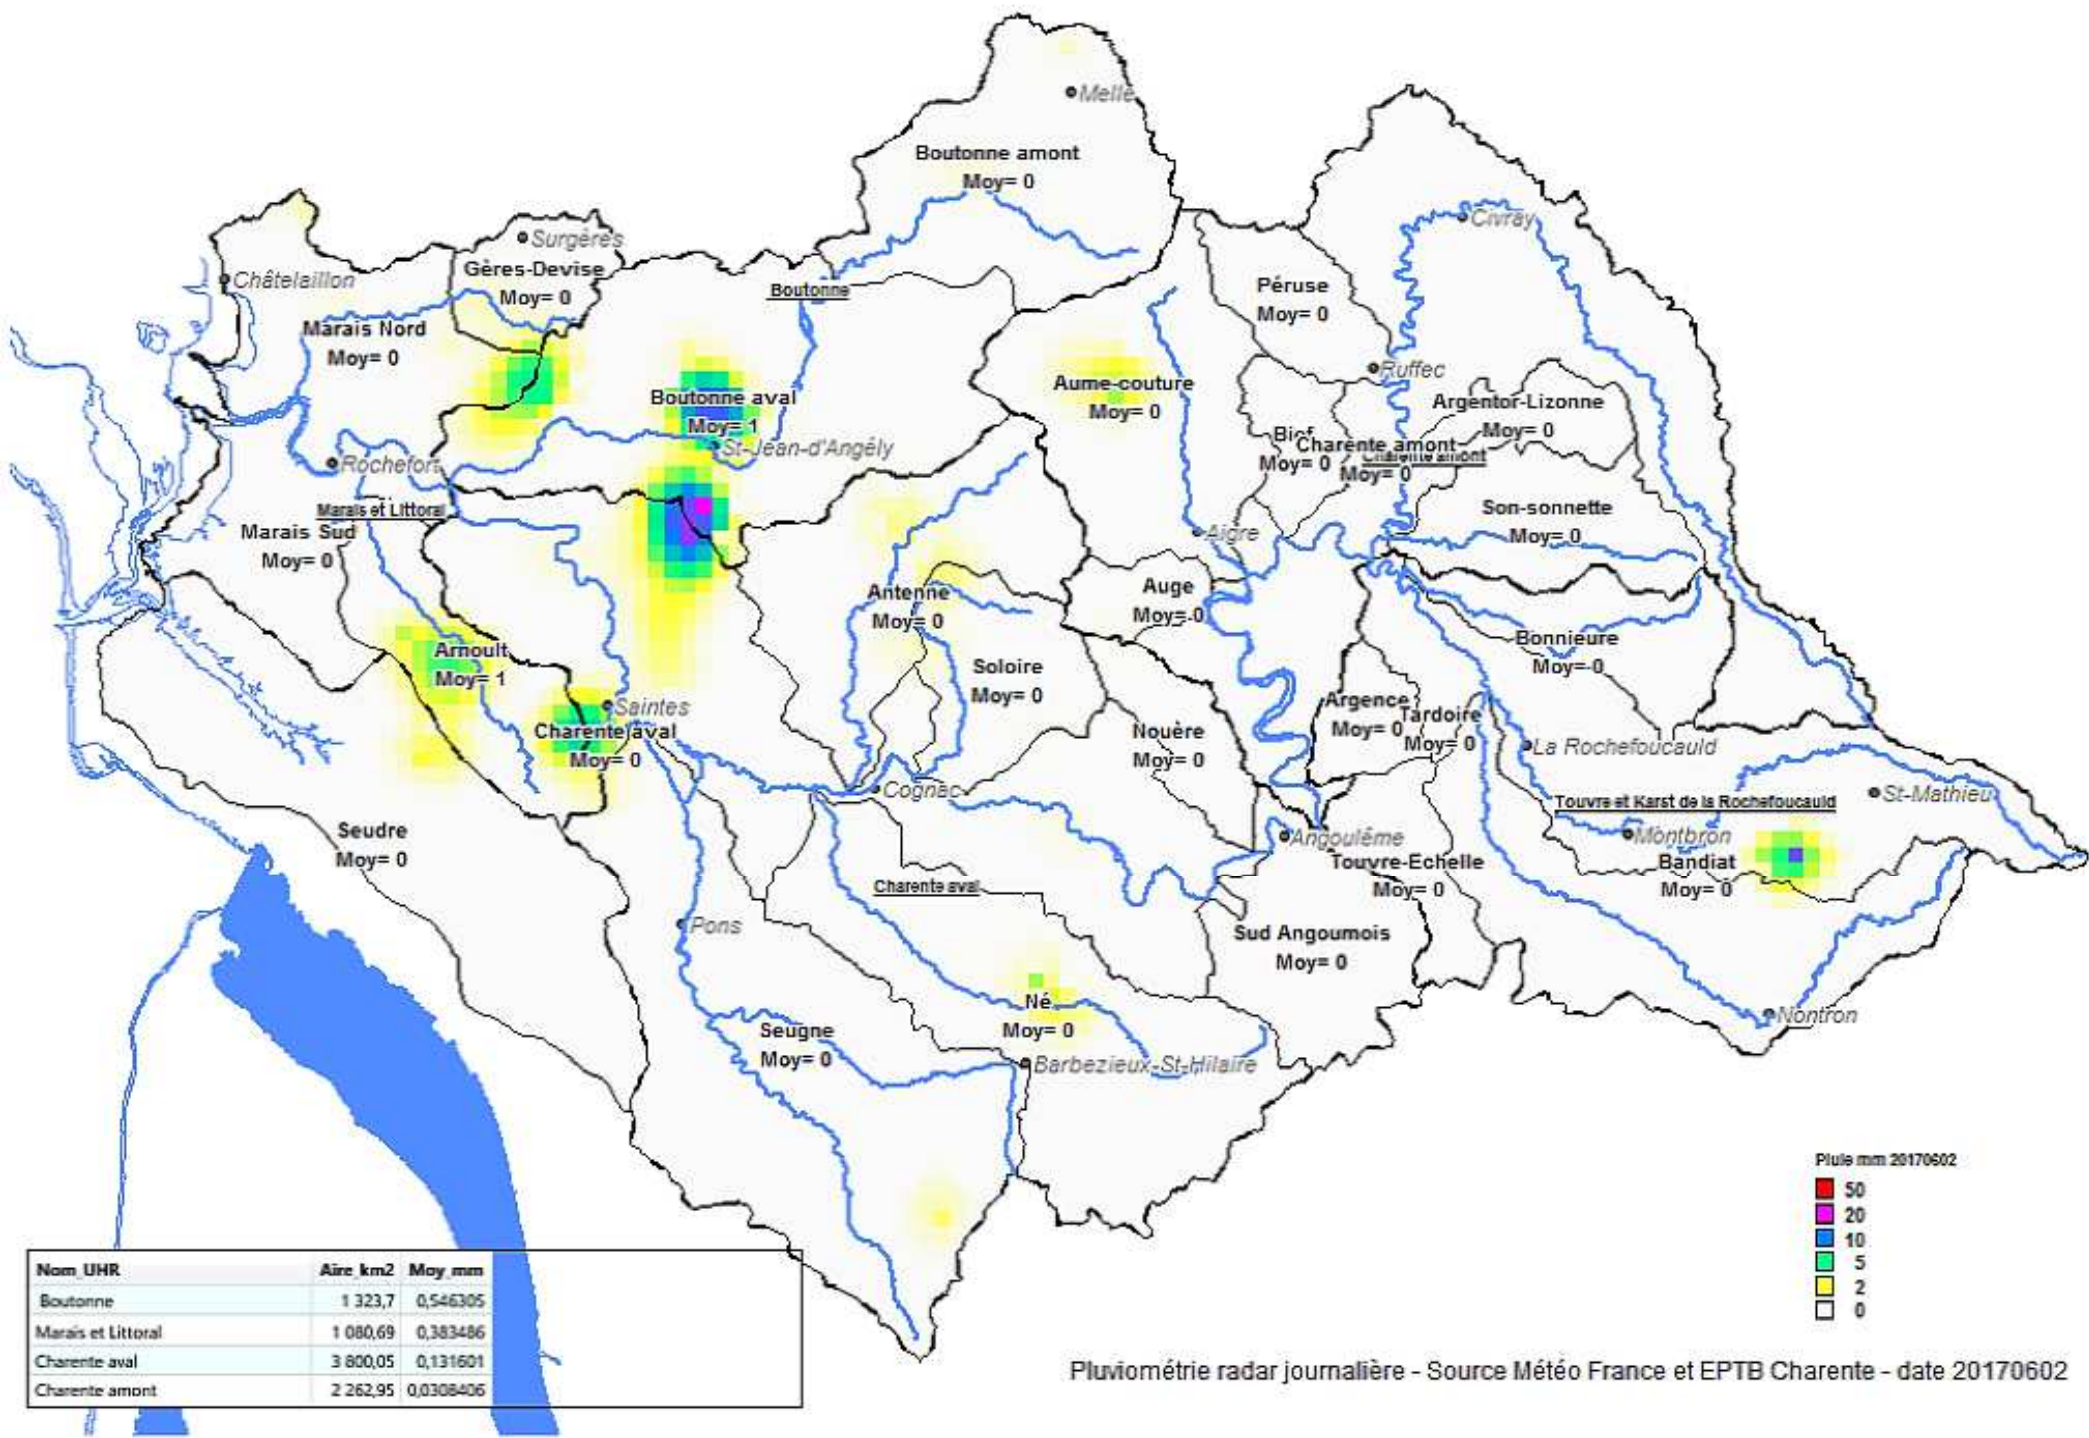 Melle
Boutonne amont
Moy= 0
Civray
Surgères
Gères-Devise
Moy= 0
Châtelaillon
Boutonne
Péruse
Moy= 0
Marais Nord
Moy= 0
Ruffec
Aume-couture
Moy= 0
Boutonne aval
Moy= 1
Argentor-Lizonne
Moy= 0
St-Jean-d'Angély
Charente amont
Moy= 0
Charente amont
Moy= 0
Rochefort
Marais et Littoral
Marais Sud
Moy= 0
Son-sonnette
Moy= 0
Aigre
Antenne
Moy= 0
Auge
Moy= 0
Bonnieure
Moy= 0
Arnoult
Moy= 1
Soloire
Moy= 0
Saintes
Charente aval
Moy= 0
Nouère
Moy= 0
Argence
Moy= 0
Tardoire
Moy= 0
La Rochefoucauld
Cognac
St-Mathieu
Touvre et Karst de la Rochefoucauld
Seudre
Moy= 0
Angoulême
Montbron
Touvre-Echelle
Moy= 0
Bandiat
Moy= 0
Charente aval
Pons
Sud Angoumois
Moy= 0
Né
Moy= 0
Nontron
Seugne
Moy= 0
Barbezieux-St-Hilaire
Pluie mm 20170602
50
20
10
5
2
0
Nom_UHR Aire_km2 Moy_mm
Boutonne 1 323,7 0,546305
Marais et Littoral 1 080,69 0,383486
Charente aval 3 800,05 0,131601
Charente amont 2 262,95 0,0308406
Pluviométrie radar journalière - Source Météo France et EPTB Charente - date 20170602